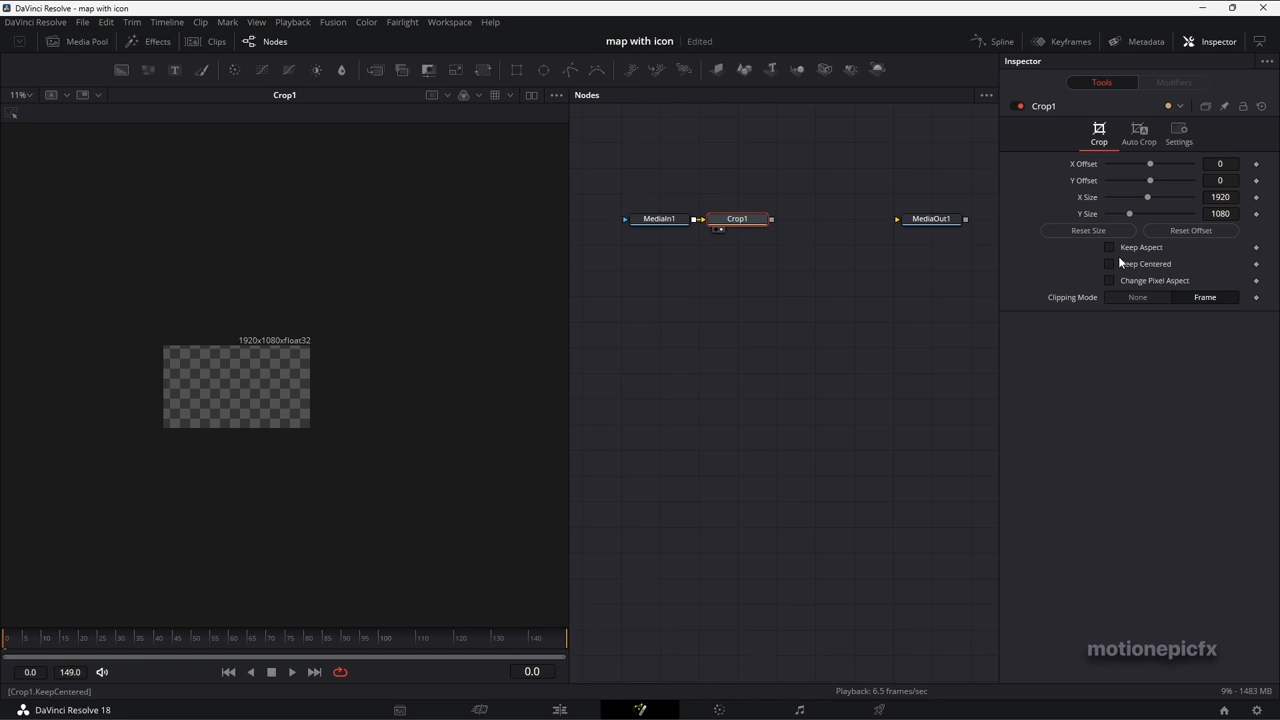 DaVinci Resolve - map with icon
DaVinci Resolve File Edit Trim Timeline Clip Mark View Playback Fusion Color Fairlight Workspace Help
Media Pool Effects Clips Nodes map with icon Edited Spline Keyframes Metadata Inspector
Inspector
Tools Modifiers
11% Crop1 Nodes
Crop1
Crop Auto Crop Settings
X Offset 0
Y Offset 0
X Size 1920
Y Size 1080
Reset Size Reset Offset
Keep Aspect
eep Centered
Change Pixel Aspect
Clipping Mode None Frame
MediaIn1 Crop1 MediaOut1
1920x1080xfloat32
0 5 10 15 20 25 30 35 40 45 50 55 60 65 70 75 80 85 90 95 100 110 120 130 140
0.0 149.0 0.0
motionepicfx
[Crop1.KeepCentered] Playback: 6.5 frames/sec 9% - 1483 MB
DaVinci Resolve 18